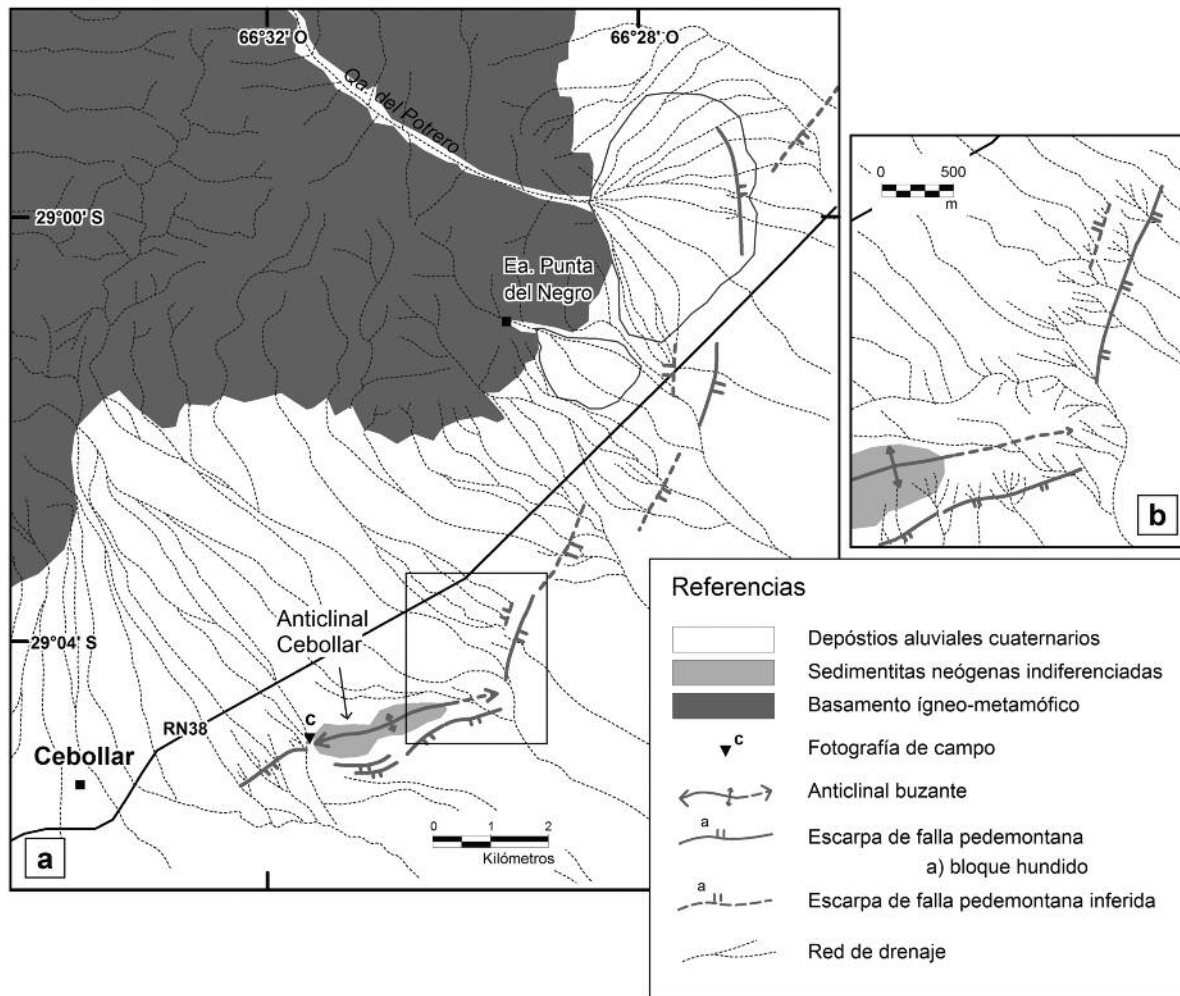 66°32' O
66°28' O
Qa. del Potrero
29°00' S
Ea. Punta
del Negro
29°04' S
Anticlinal
Cebollar
RN38
c
Cebollar
0 1 2
Kilómetros
a
0 500
m
b
Referencias
Depóstios aluviales cuaternarios
Sedimentitas neógenas indiferenciadas
Basamento ígneo-metamófico
c
Fotografía de campo
Anticlinal buzante
a
Escarpa de falla pedemontana
a) bloque hundido
a
Escarpa de falla pedemontana inferida
Red de drenaje